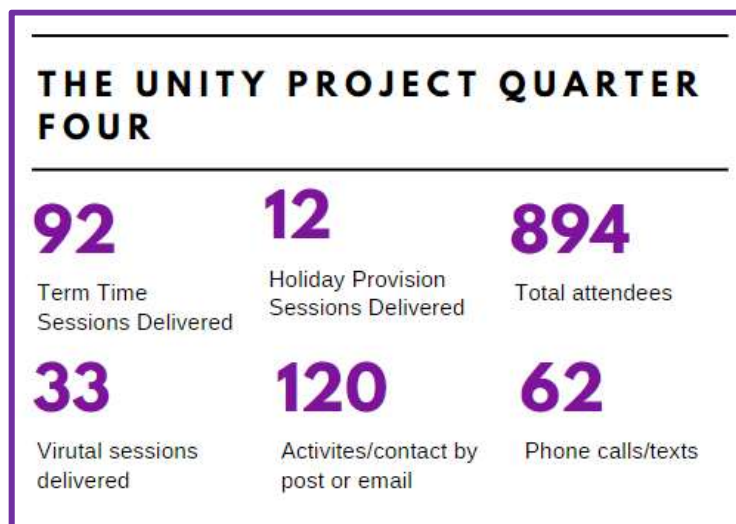 THE UNITY PROJECT QUARTER
FOUR
92
Term Time
Sessions Delivered
12
Holiday Provision
Sessions Delivered
894
Total attendees
33
Virutal sessions
delivered
120
Activites/contact by
post or email
62
Phone calls/texts